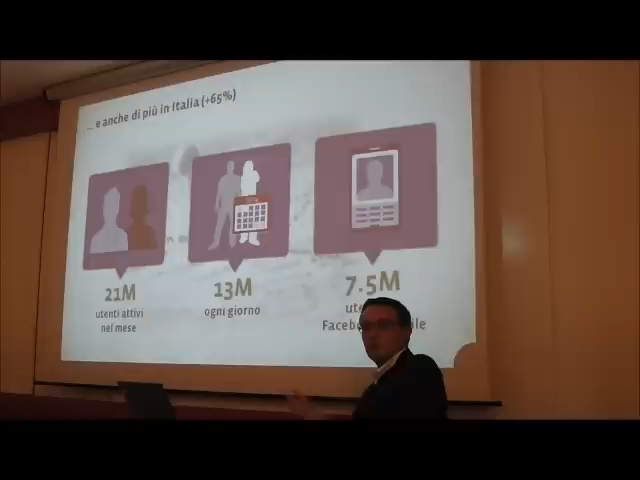 ... e anche di più in Italia (+65%)
21M
utenti attivi
nel mese
13M
ogni giorno
7.5M